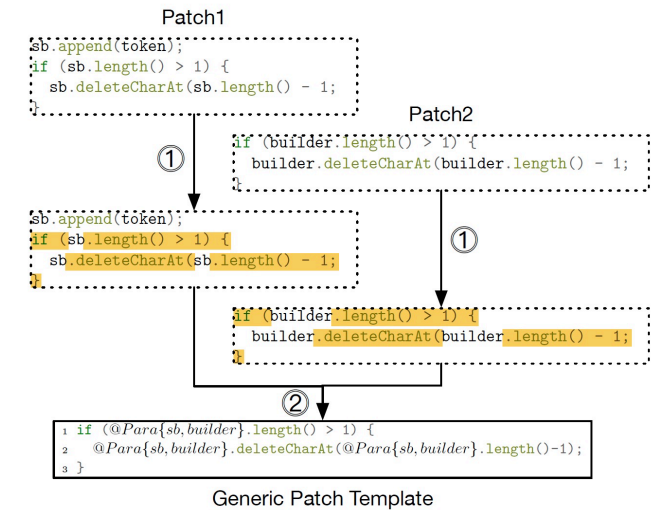 Patch1
sb.append(token);
if (sb.length() > 1) {
sb.deleteCharAt(sb.length() - 1;
}
Patch2
①
if (builder.length() > 1) {
builder.deleteCharAt(builder.length() - 1;
}
sb.append(token);
if (sb.length() > 1) {
sb.deleteCharAt(sb.length() - 1;
}
①
if (builder.length() > 1) {
builder.deleteCharAt(builder.length() - 1;
}
②
1 if (@Para{sb, builder}.length() > 1) {
2 @Para{sb, builder}.deleteCharAt(@Para{sb, builder}.length()-1);
3 }
Generic Patch Template